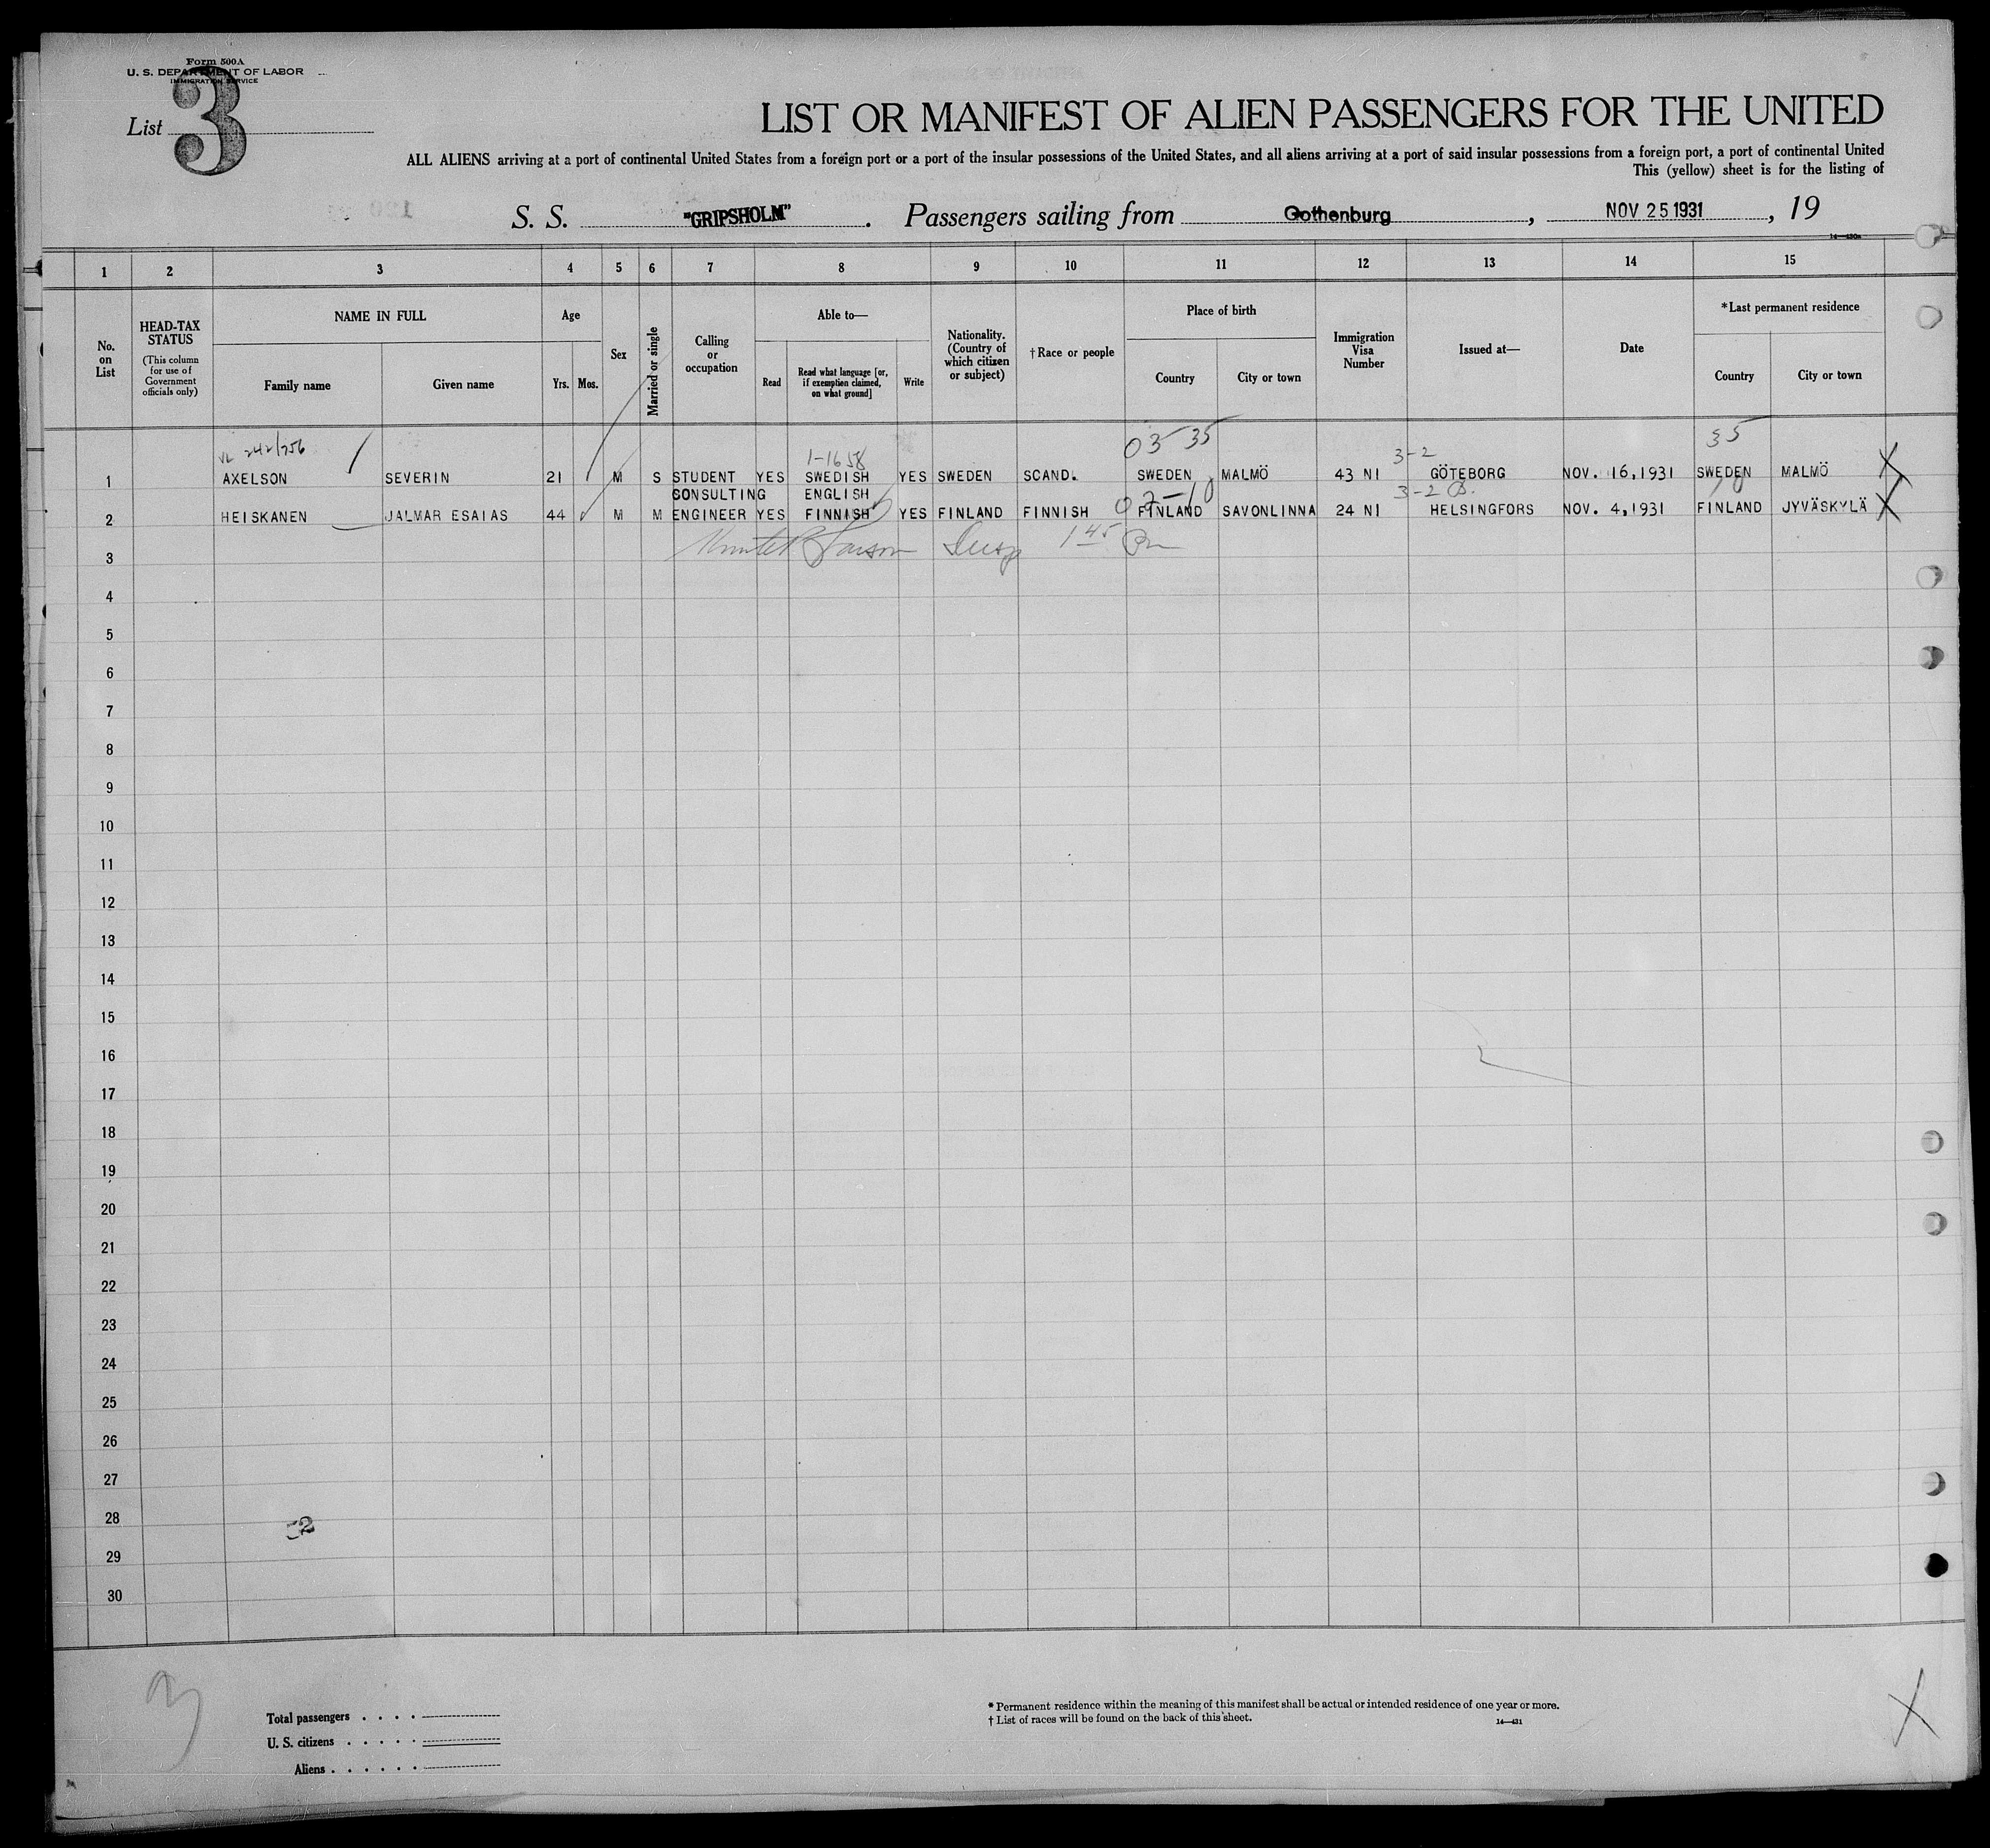 Form 500A
U. S. DEPARTMENT OF LABOR
IMMIGRATION SERVICE
List 3
LIST OR MANIFEST OF ALIEN PASSENGERS FOR THE UNITED
ALL ALIENS arriving at a port of continental United States from a foreign port or a port of the insular possessions of the United States, and all aliens arriving at a port of said insular possessions from a foreign port, a port of continental United
This (yellow) sheet is for the listing of
S. S. "GRIPSHOLM". Passengers sailing from Gothenburg, NOV 25 1931, 19
1 2 3 4 5 6 7 8 9 10 11 12 13 14 15
No. on List
HEAD-TAX STATUS (This column for use of Government officials only)
NAME IN FULL
Family name
Given name
Age
Yrs.
Mos.
Sex
Married or single
Calling or occupation
Able to—
Read
Read what language [or, if exemption claimed, on what ground]
Write
Nationality. (Country of which citizen or subject)
†Race or people
Place of birth
Country
City or town
Immigration Visa Number
Issued at—
Date
*Last permanent residence
Country
City or town
242/756 1-1658 03 35 3-2 35
1 AXELSON SEVERIN 21 M S STUDENT YES SWEDISH YES SWEDEN SCAND. SWEDEN MALMÖ 43 NI GÖTEBORG NOV. 16,1931 SWEDEN MALMÖ
CONSULTING ENGLISH 3-2
2 HEISKANEN JALMAR ESAIAS 44 M M ENGINEER YES FINNISH YES FINLAND FINNISH FINLAND SAVONLINNA 24 NI HELSINGFORS NOV. 4,1931 FINLAND JYVÄSKYLÄ
3
4
5
6
7
8
9
10
11
12
13
14
15
16
17
18
19
20
21
22
23
24
25
26
27
28
29
30
Total passengers
U. S. citizens
Aliens
* Permanent residence within the meaning of this manifest shall be actual or intended residence of one year or more.
† List of races will be found on the back of this sheet.
14—431